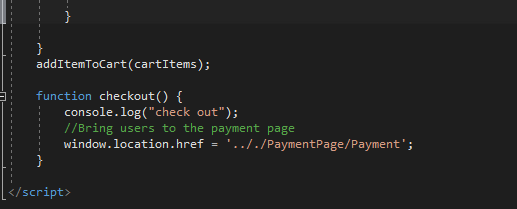 }
}
addItemToCart(cartItems);
function checkout() {
console.log("check out");
//Bring users to the payment page
window.location.href = '.././PaymentPage/Payment';
}
</script>